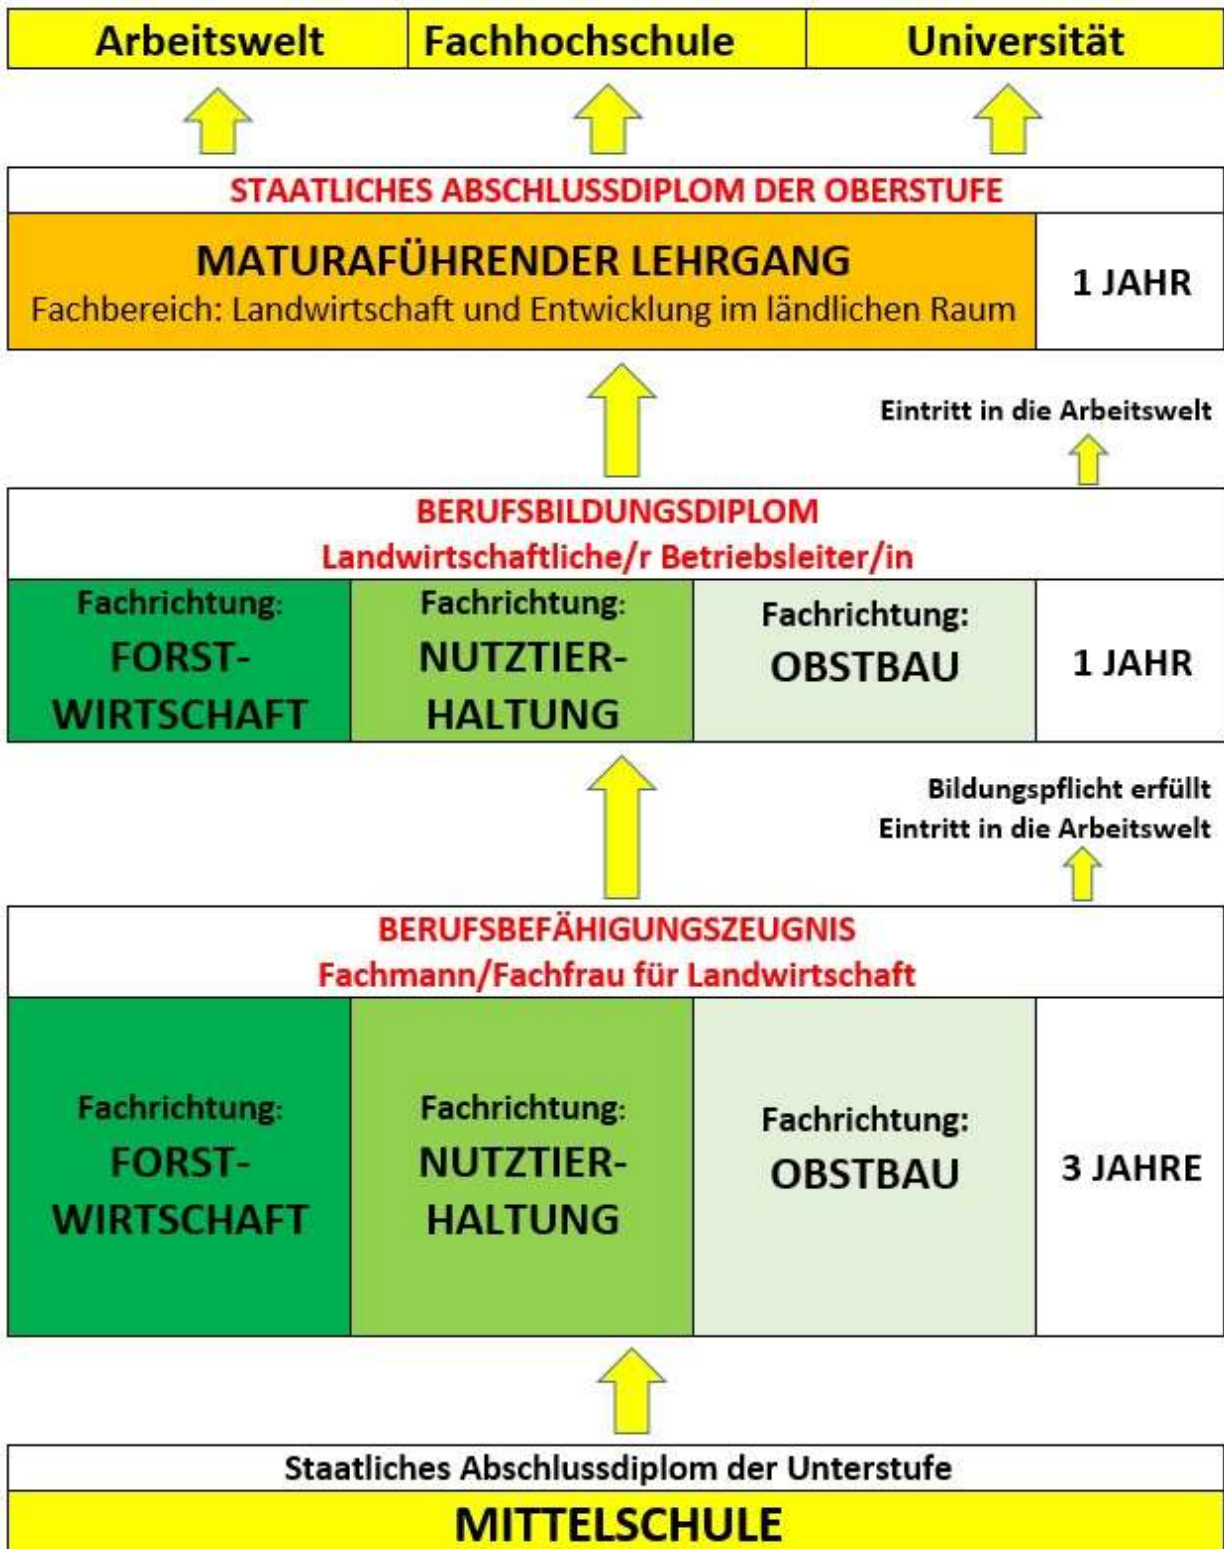 Arbeitswelt Fachhochschule Universität
STAATLICHES ABSCHLUSSDIPLOM DER OBERSTUFE
MATURAFÜHRENDER LEHRGANG
Fachbereich: Landwirtschaft und Entwicklung im ländlichen Raum
1 JAHR
Eintritt in die Arbeitswelt
BERUFSBILDUNGSDIPLOM
Landwirtschaftliche/r Betriebsleiter/in
Fachrichtung:
FORST-
WIRTSCHAFT
Fachrichtung:
NUTZTIER-
HALTUNG
Fachrichtung:
OBSTBAU
1 JAHR
Bildungspflicht erfüllt
Eintritt in die Arbeitswelt
BERUFSBEFÄHIGUNGSZEUGNIS
Fachmann/Fachfrau für Landwirtschaft
Fachrichtung:
FORST-
WIRTSCHAFT
Fachrichtung:
NUTZTIER-
HALTUNG
Fachrichtung:
OBSTBAU
3 JAHRE
Staatliches Abschlussdiplom der Unterstufe
MITTELSCHULE